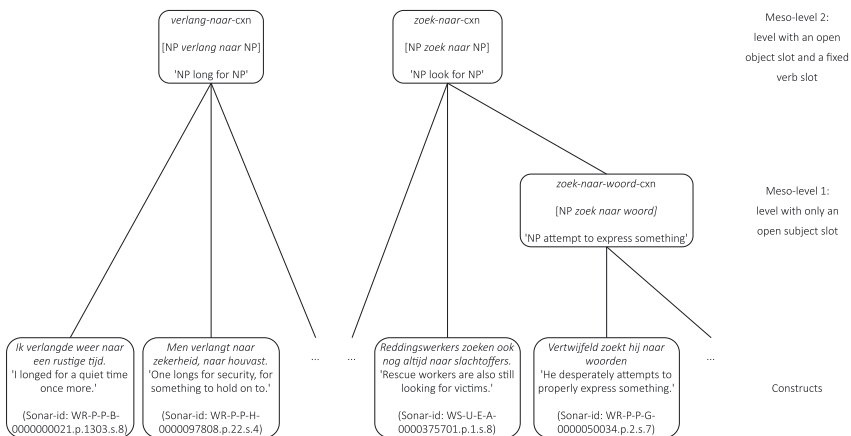 verlang-naar-cxn
[NP verlang naar NP]
'NP long for NP'
zoek-naar-cxn
[NP zoek naar NP]
'NP look for NP'
Meso-level 2:
level with an open
object slot and a fixed
verb slot
zoek-naar-woord-cxn
[NP zoek naar woord]
'NP attempt to express something'
Meso-level 1:
level with only an
open subject slot
Ik verlangde weer naar
een rustige tijd.
'I longed for a quiet time
once more.'
(Sonar-id: WR-P-P-B-
0000000021.p.1303.s.8)
Men verlangt naar
zekerheid, naar houvast.
'One longs for security, for
something to hold on to.'
(Sonar-id: WR-P-P-H-
0000097808.p.22.s.4)
...
...
Reddingswerkers zoeken ook
nog altijd naar slachtoffers.
'Rescue workers are also still
looking for victims.'
(Sonar-id: WS-U-E-A-
0000375701.p.1.s.8)
Vertwijfeld zoekt hij naar
woorden
'He desperately attempts to
properly express something.'
(Sonar-id: WR-P-P-G-
0000050034.p.2.s.7)
...
Constructs